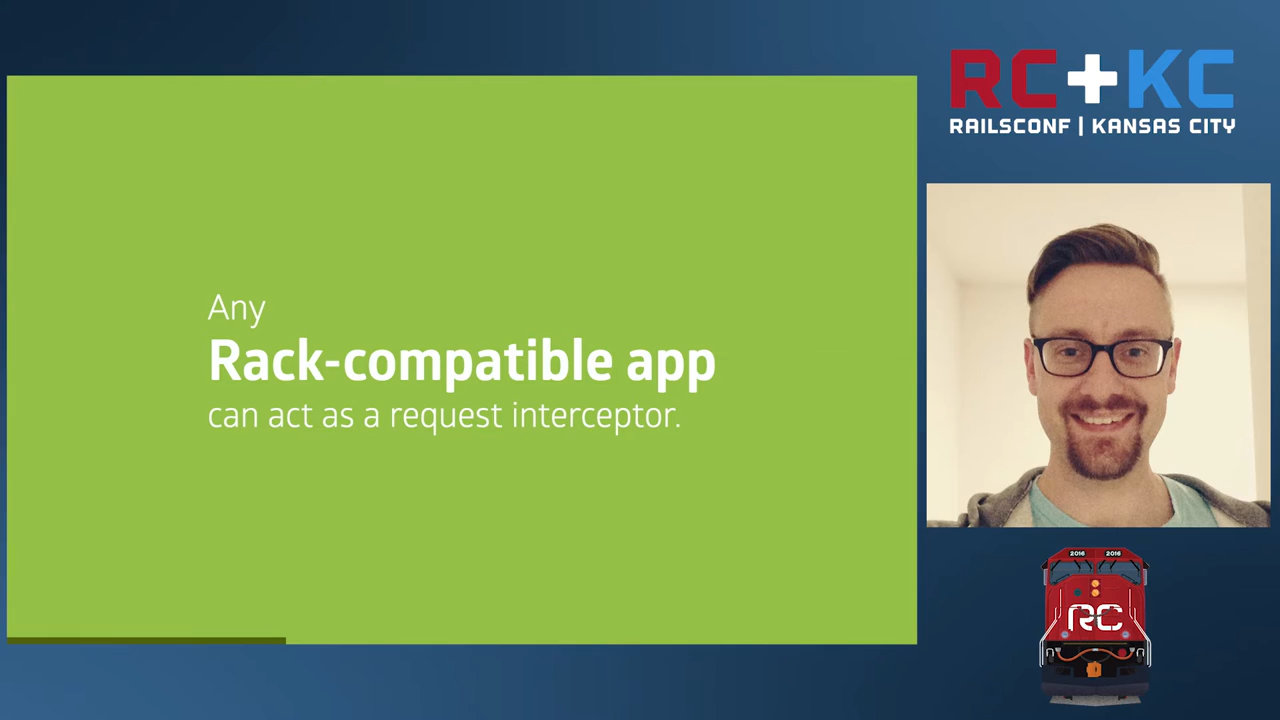 Any
Rack-compatible app
can act as a request interceptor.
RC+KC
RAILSCONF | KANSAS CITY
2016 2016
RC